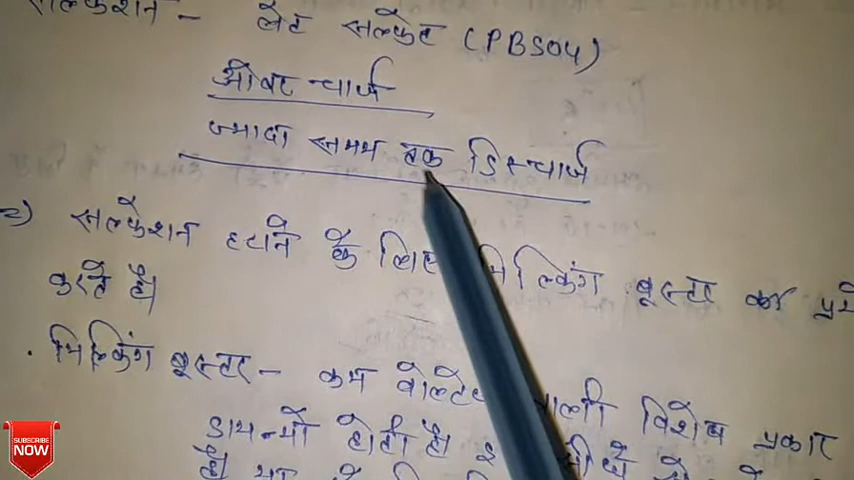 सल्फेशन - लेड सल्फेट (PBSO4)
ओवर चार्ज
ज्यादा समय तक डिस्चार्ज
2) सल्फेशन हटाने के लिए मिल्किंग बूस्टर का
करते है।
. मिल्किंग बूस्टर - कम वोल्टेज वाली विशेष प्रकार
डायनमो होती है
है
SUBSCRIBE
NOW